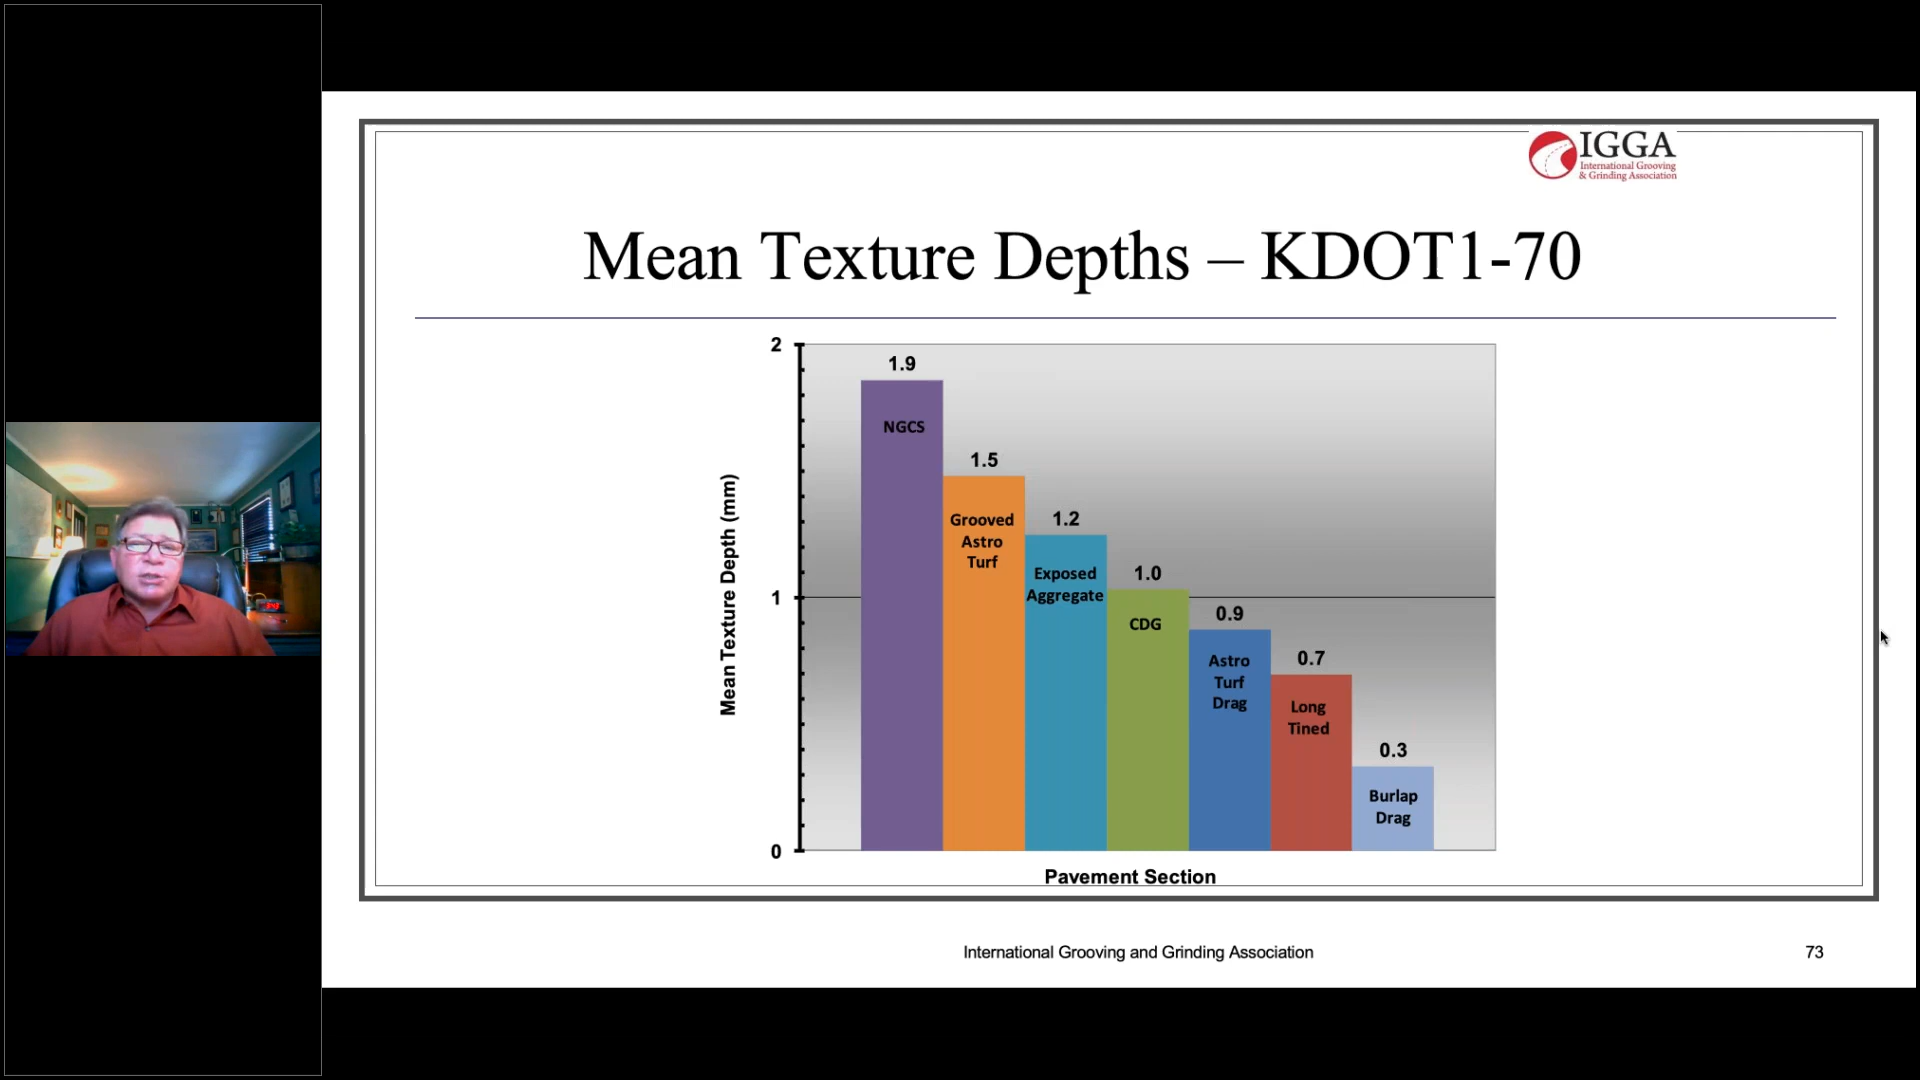 IGGA
International Grooving
& Grinding Association
Mean Texture Depths – KDOT1-70
2
1
0
Mean Texture Depth (mm)
1.9
NGCS
1.5
Grooved
Astro
Turf
1.2
Exposed
Aggregate
1.0
CDG
0.9
Astro
Turf
Drag
0.7
Long
Tined
0.3
Burlap
Drag
Pavement Section
International Grooving and Grinding Association
73